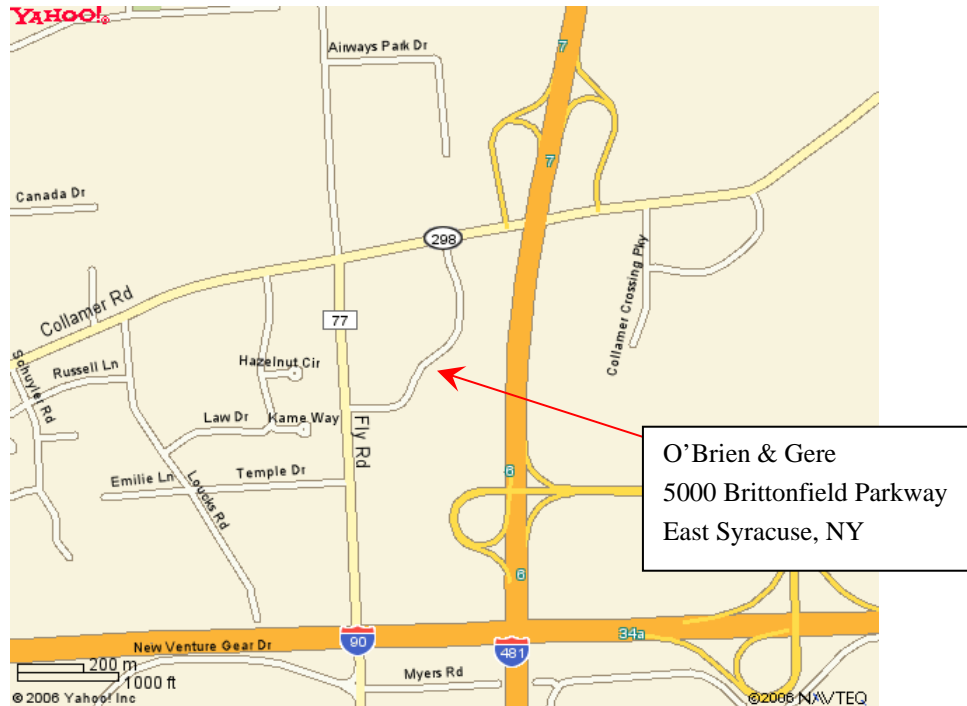 YAHOO!
Airways Park Dr
7
7
Canada Dr
298
Collamer Rd
77
Collamer Crossing Pky
Schuyler Rd
Russell Ln
Hazelnut Cir
Law Dr
Kame Way
Fly Rd
Emilie Ln
Temple Dr
Loucks Rd
6
6
O'Brien & Gere
5000 Brittonfield Parkway
East Syracuse, NY
New Venture Gear Dr
90
481
34a
Myers Rd
200 m
1000 ft
© 2006 Yahoo! Inc
©2006 NAVTEQ